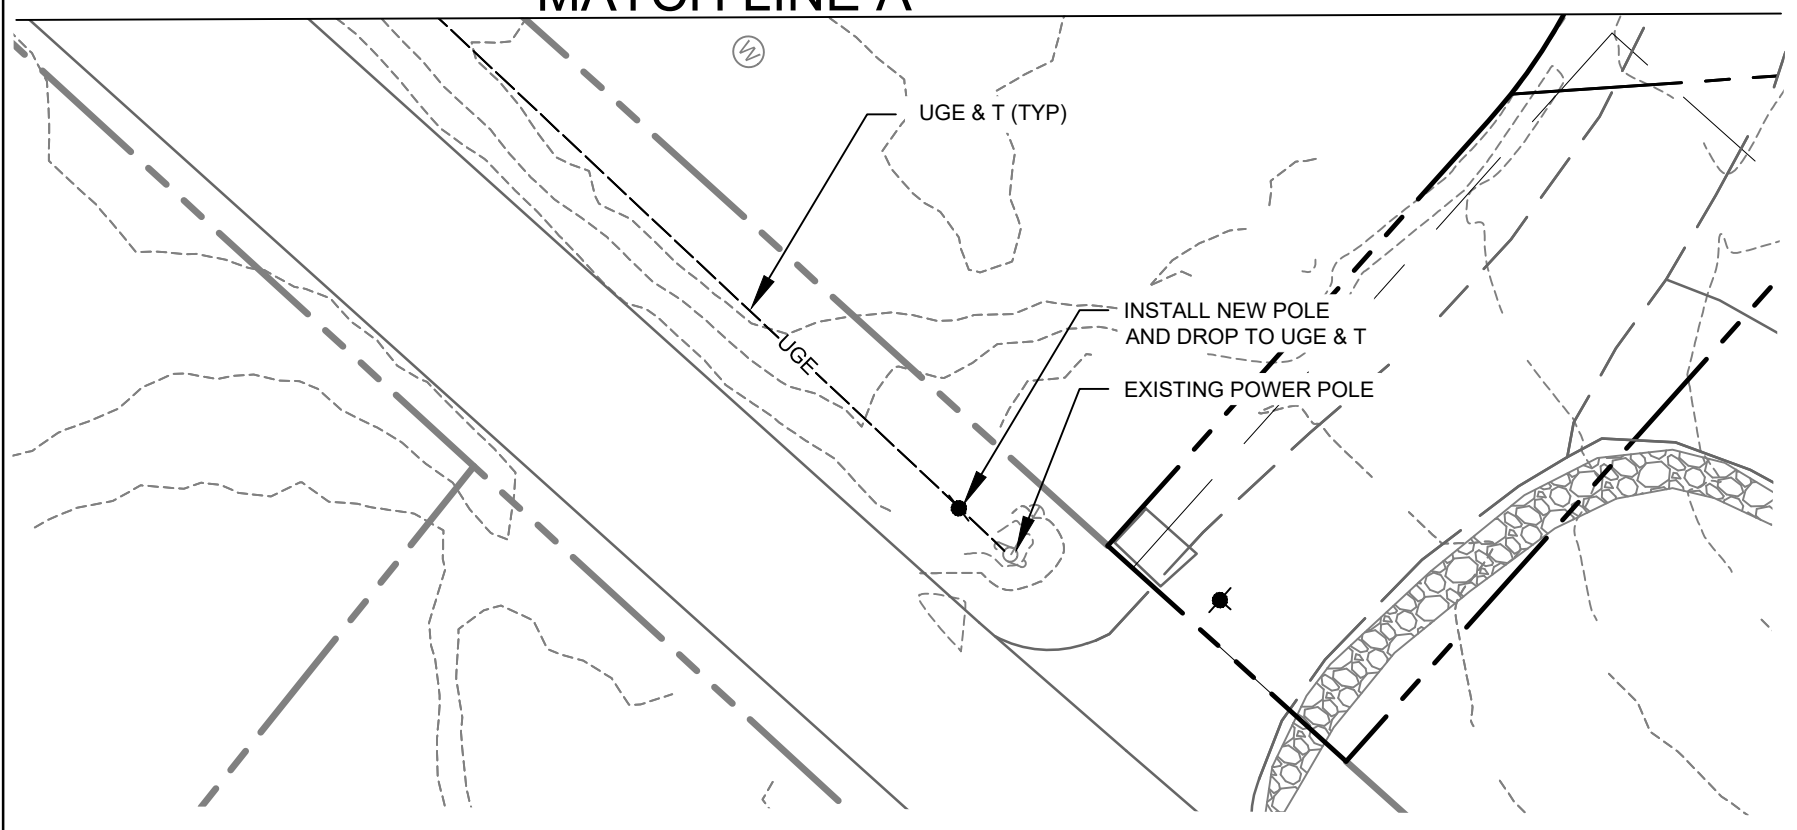 MATCH LINE A
W
UGE & T (TYP)
INSTALL NEW POLE
AND DROP TO UGE & T
UGE
EXISTING POWER POLE